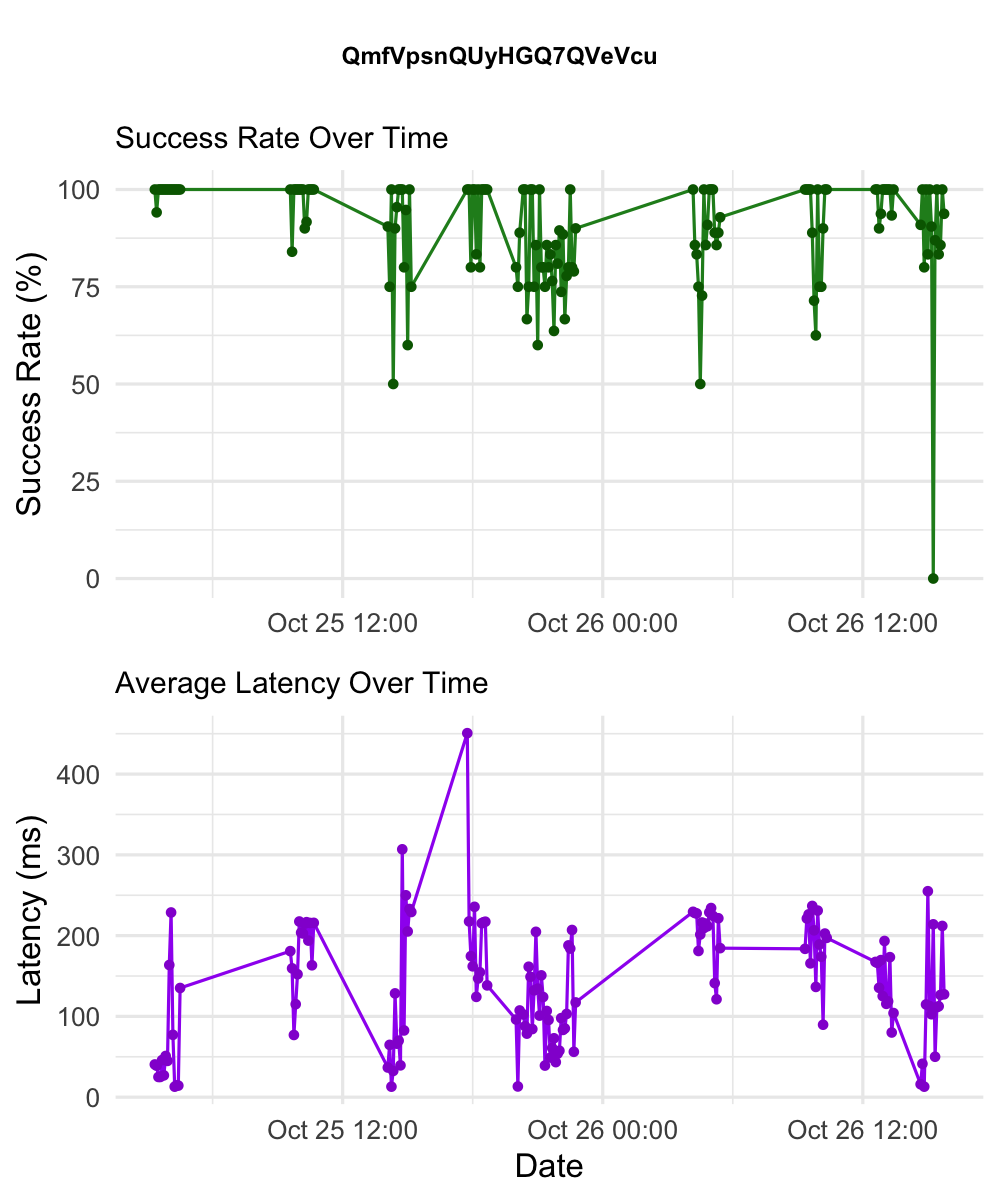 QmfVpsnQUyHGQ7QVeVcu
Success Rate Over Time
Success Rate (%)
100
75
50
25
0
Oct 25 12:00
Oct 26 00:00
Oct 26 12:00
Average Latency Over Time
Latency (ms)
400
300
200
100
0
Oct 25 12:00
Oct 26 00:00
Oct 26 12:00
Date